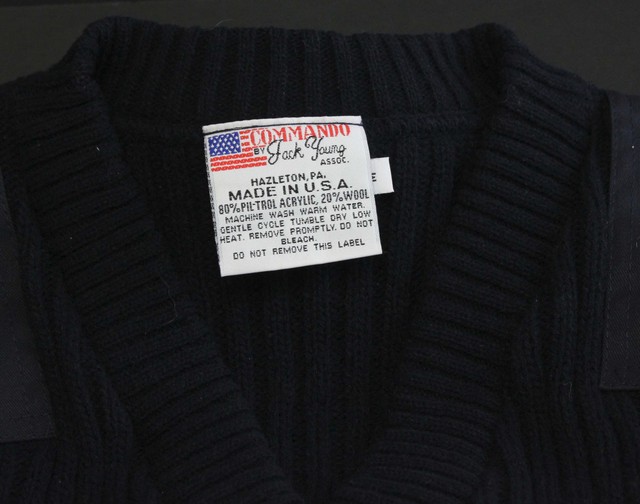 COMMANDO
BY Jack Young
ASSOC.
HAZLETON, PA.
MADE IN U.S.A.
80% PIL-TROL ACRYLIC, 20% WOOL
MACHINE WASH WARM WATER.
GENTLE CYCLE TUMBLE DRY LOW
HEAT. REMOVE PROMPTLY. DO NOT
BLEACH.
DO NOT REMOVE THIS LABEL
E